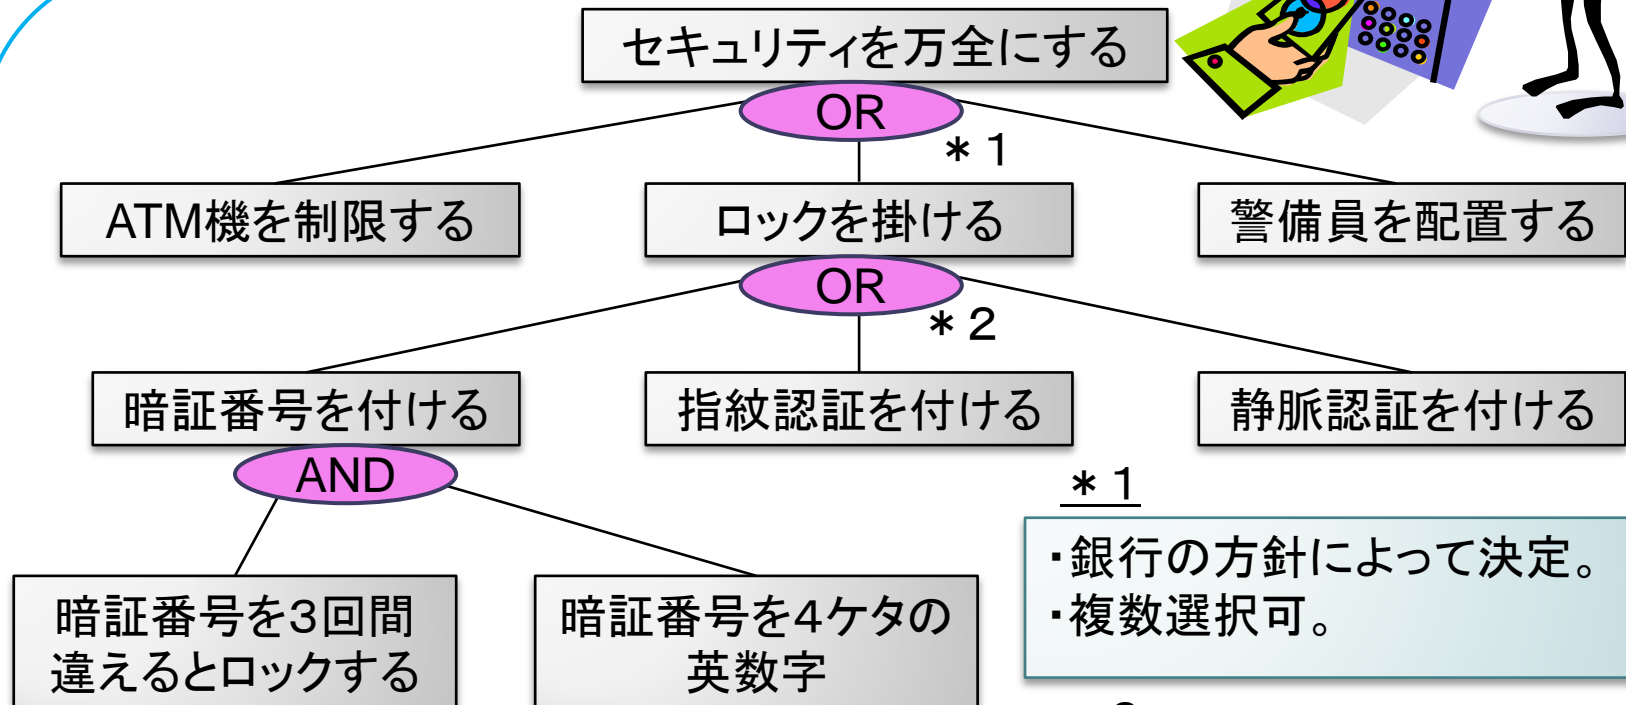 セキュリティを万全にする
OR
＊1
ATM機を制限する
ロックを掛ける
警備員を配置する
OR
＊2
暗証番号を付ける
指紋認証を付ける
静脈認証を付ける
AND
＊1
・銀行の方針によって決定。
・複数選択可。
暗証番号を3回間
違えるとロックする
暗証番号を4ケタの
英数字